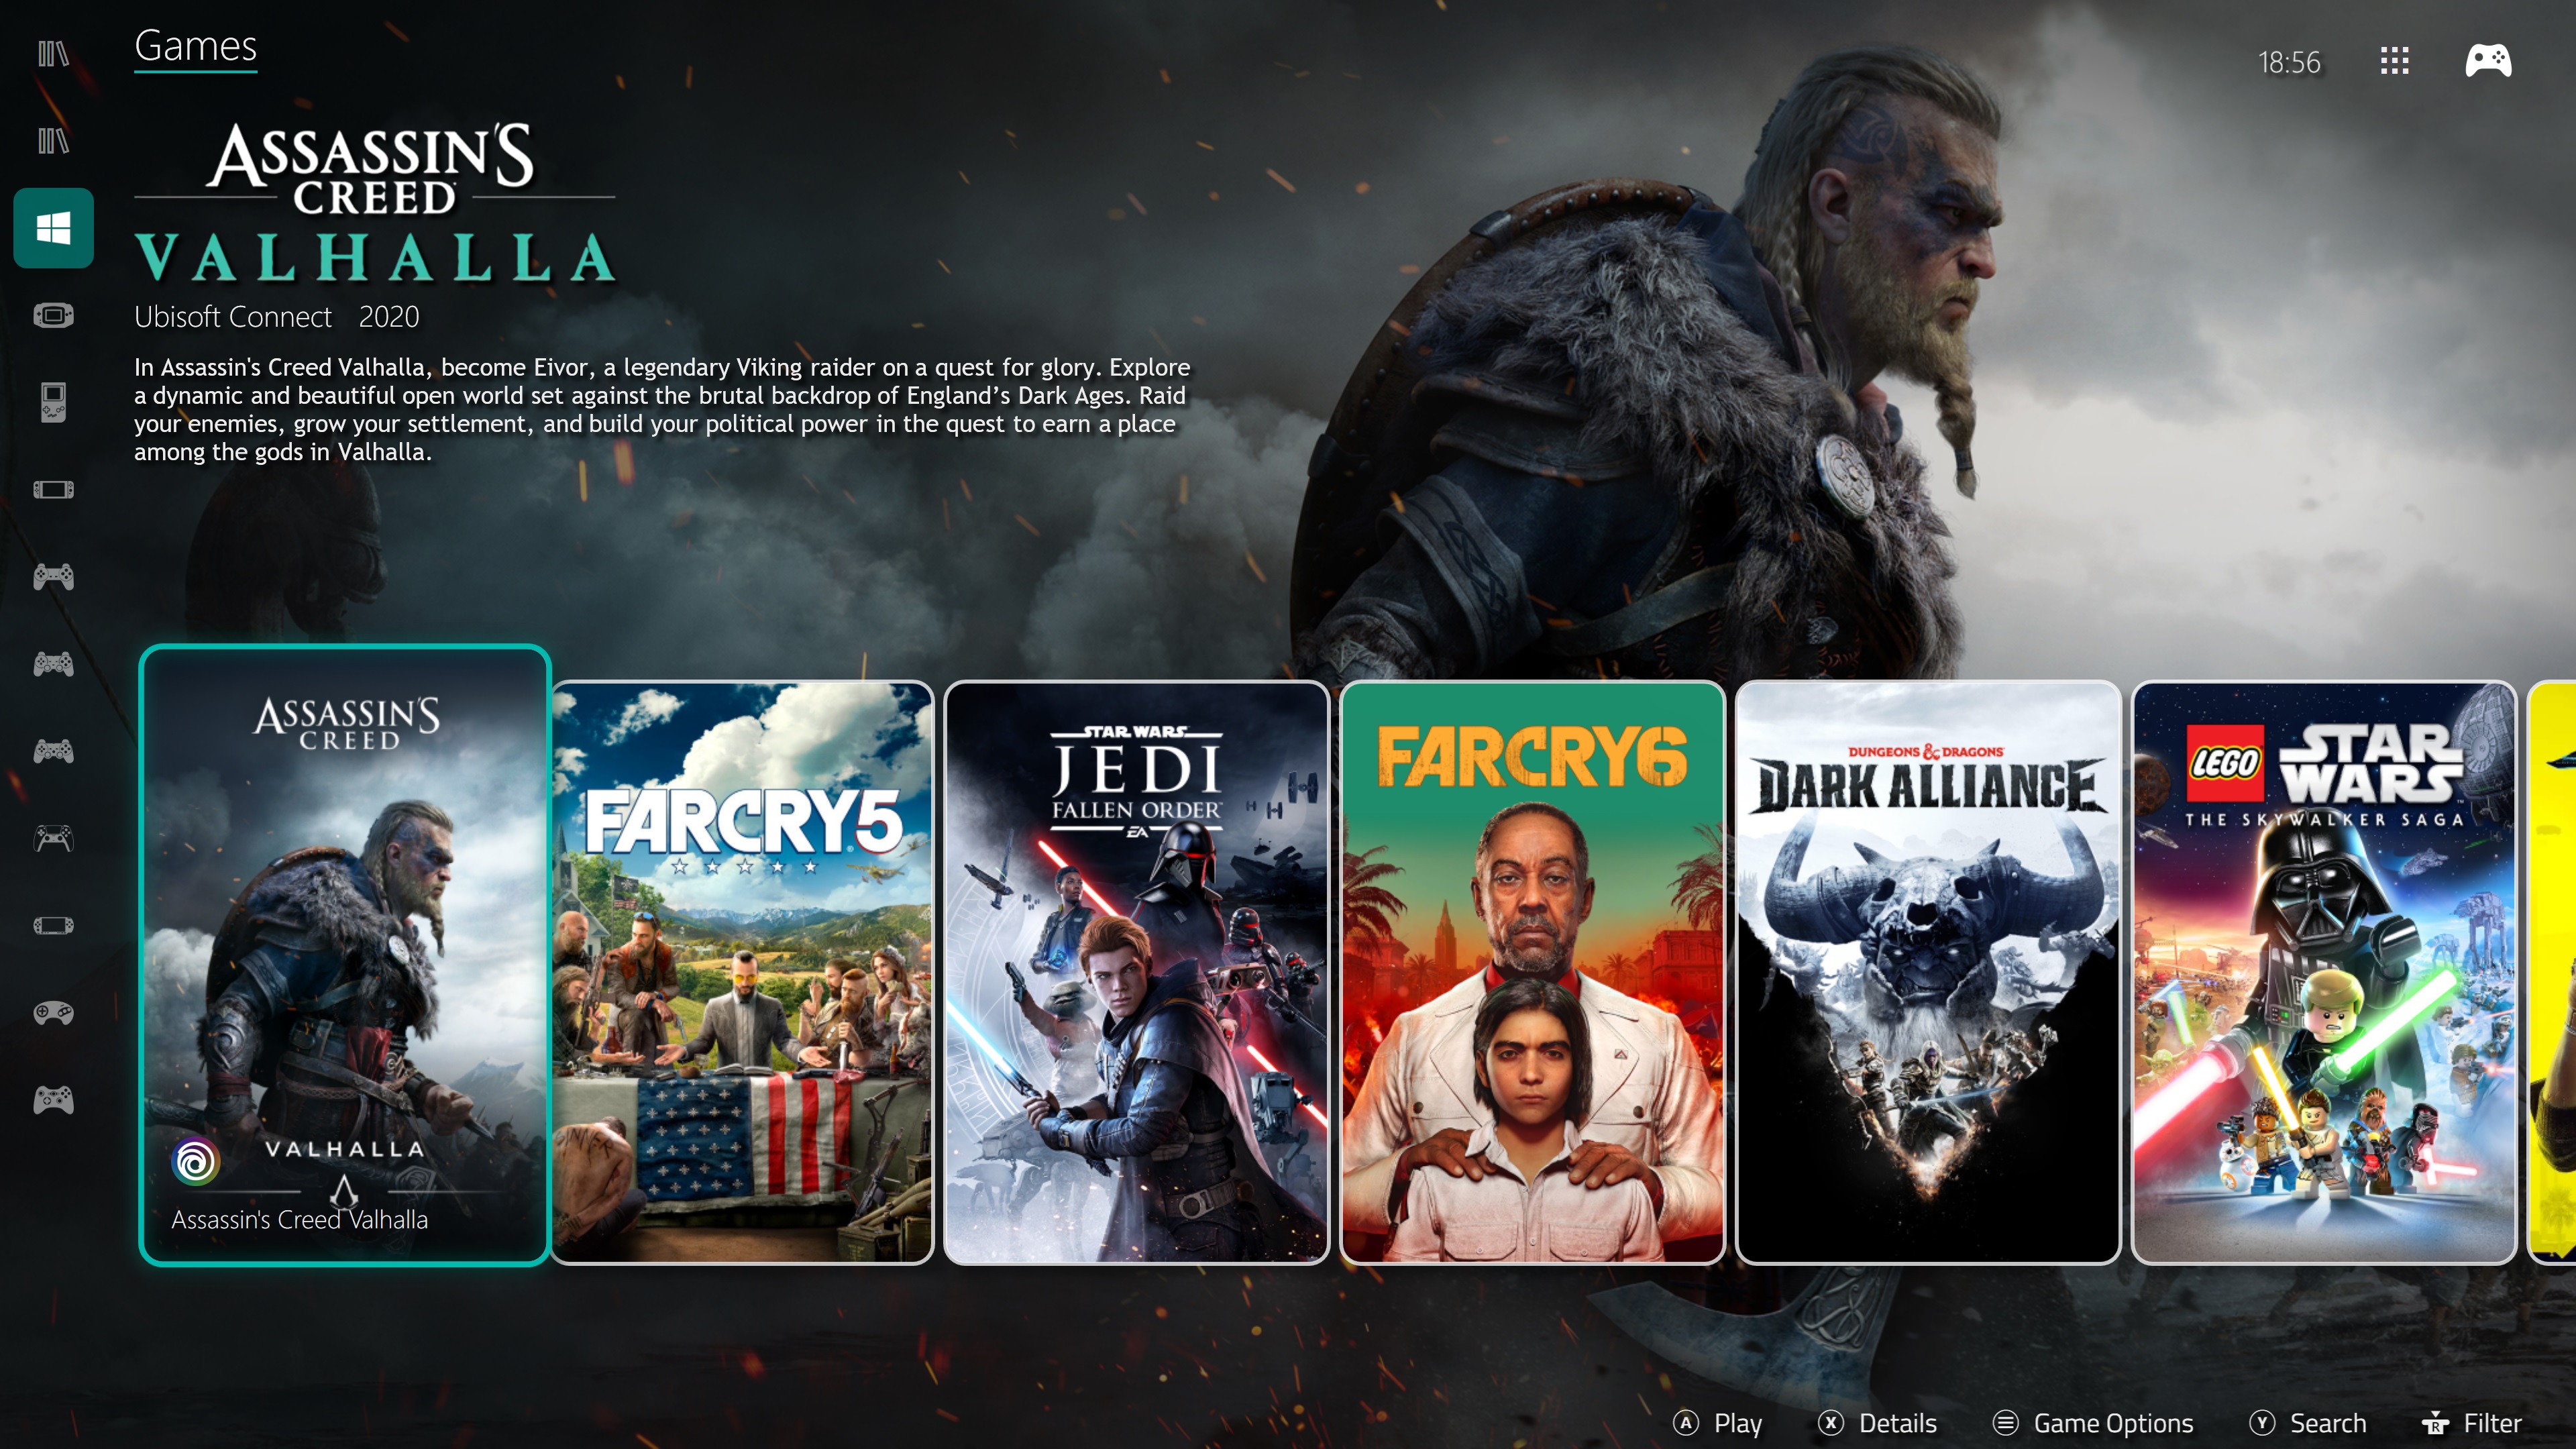 Games
18:56
ASSASSIN'S
CREED
VALHALLA
Ubisoft Connect 2020
In Assassin's Creed Valhalla, become Eivor, a legendary Viking raider on a quest for glory. Explore
a dynamic and beautiful open world set against the brutal backdrop of England’s Dark Ages. Raid
your enemies, grow your settlement, and build your political power in the quest to earn a place
among the gods in Valhalla.
ASSASSIN'S
CREED
VALHALLA
Assassin's Creed Valhalla
FARCRY5
STAR WARS
JEDI
FALLEN ORDER™
EA
FARCRY6
DUNGEONS & DRAGONS
DARK ALLIANCE
LEGO
STAR
WARS
THE SKYWALKER SAGA
A Play
X Details
Game Options
Y Search
R Filter